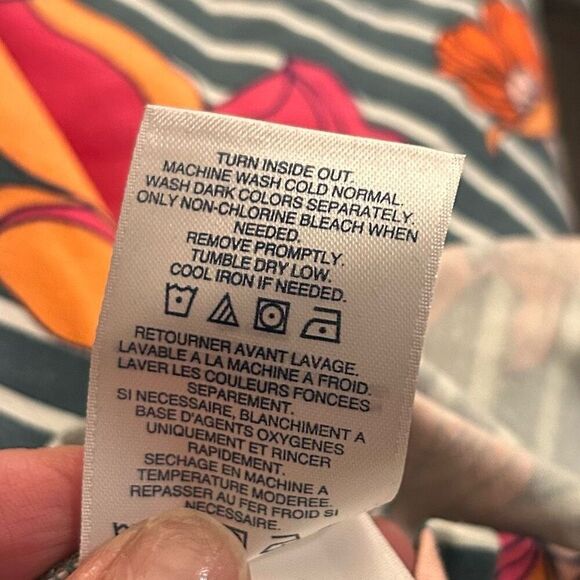 TURN INSIDE OUT.
MACHINE WASH COLD NORMAL.
WASH DARK COLORS SEPARATELY.
ONLY NON-CHLORINE BLEACH WHEN
NEEDED.
REMOVE PROMPTLY.
TUMBLE DRY LOW.
COOL IRON IF NEEDED.
RETOURNER AVANT LAVAGE.
LAVABLE A LA MACHINE A FROID.
LAVER LES COULEURS FONCEES
SEPAREMENT.
SI NECESSAIRE, BLANCHIMENT A
BASE D'AGENTS OXYGENES
UNIQUEMENT ET RINCER
RAPIDEMENT.
SECHAGE EN MACHINE A
TEMPERATURE MODEREE.
REPASSER AU FER FROID SI
NECESSAIRE.